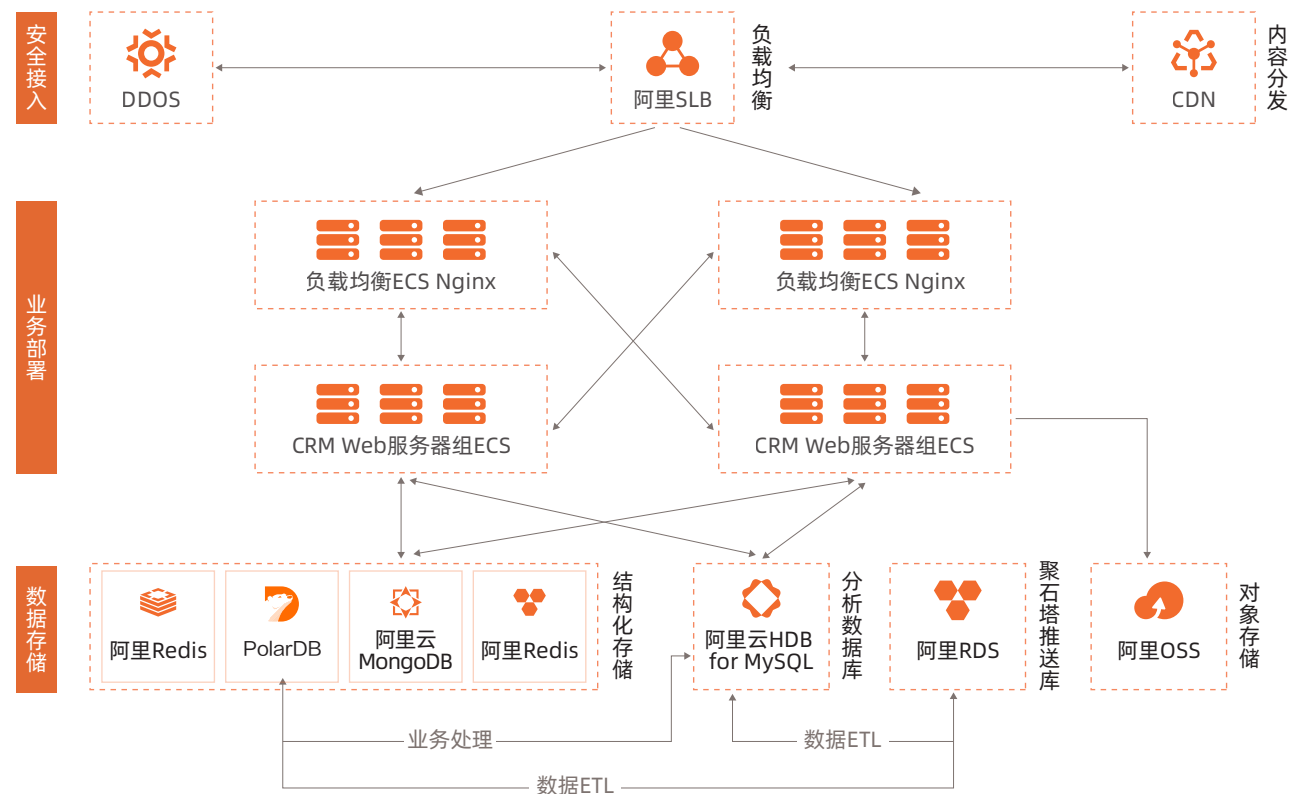 安全接入
DDOS
阿里SLB
负载均衡
CDN
内容分发
业务部署
负载均衡ECS Nginx
负载均衡ECS Nginx
CRM Web服务器组ECS
CRM Web服务器组ECS
数据存储
阿里Redis
PolarDB
阿里云
MongoDB
阿里Redis
结构化存储
阿里云HDB
for MySQL
分析数据库
阿里RDS
聚石塔推送库
阿里OSS
对象存储
业务处理
数据ETL
数据ETL